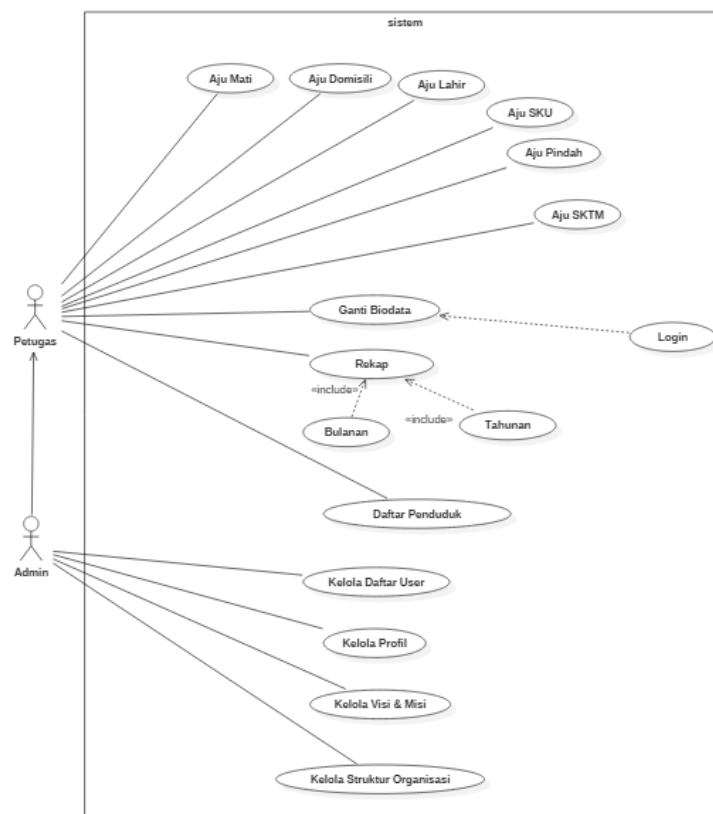 sistem
Aju Mati
Aju Domisili
Aju Lahir
Aju SKU
Aju Pindah
Aju SKTM
Petugas
Ganti Biodata
Login
Rekap
«include»
«include»
Bulanan
Tahunan
Daftar Penduduk
Admin
Kelola Daftar User
Kelola Profil
Kelola Visi & Misi
Kelola Struktur Organisasi